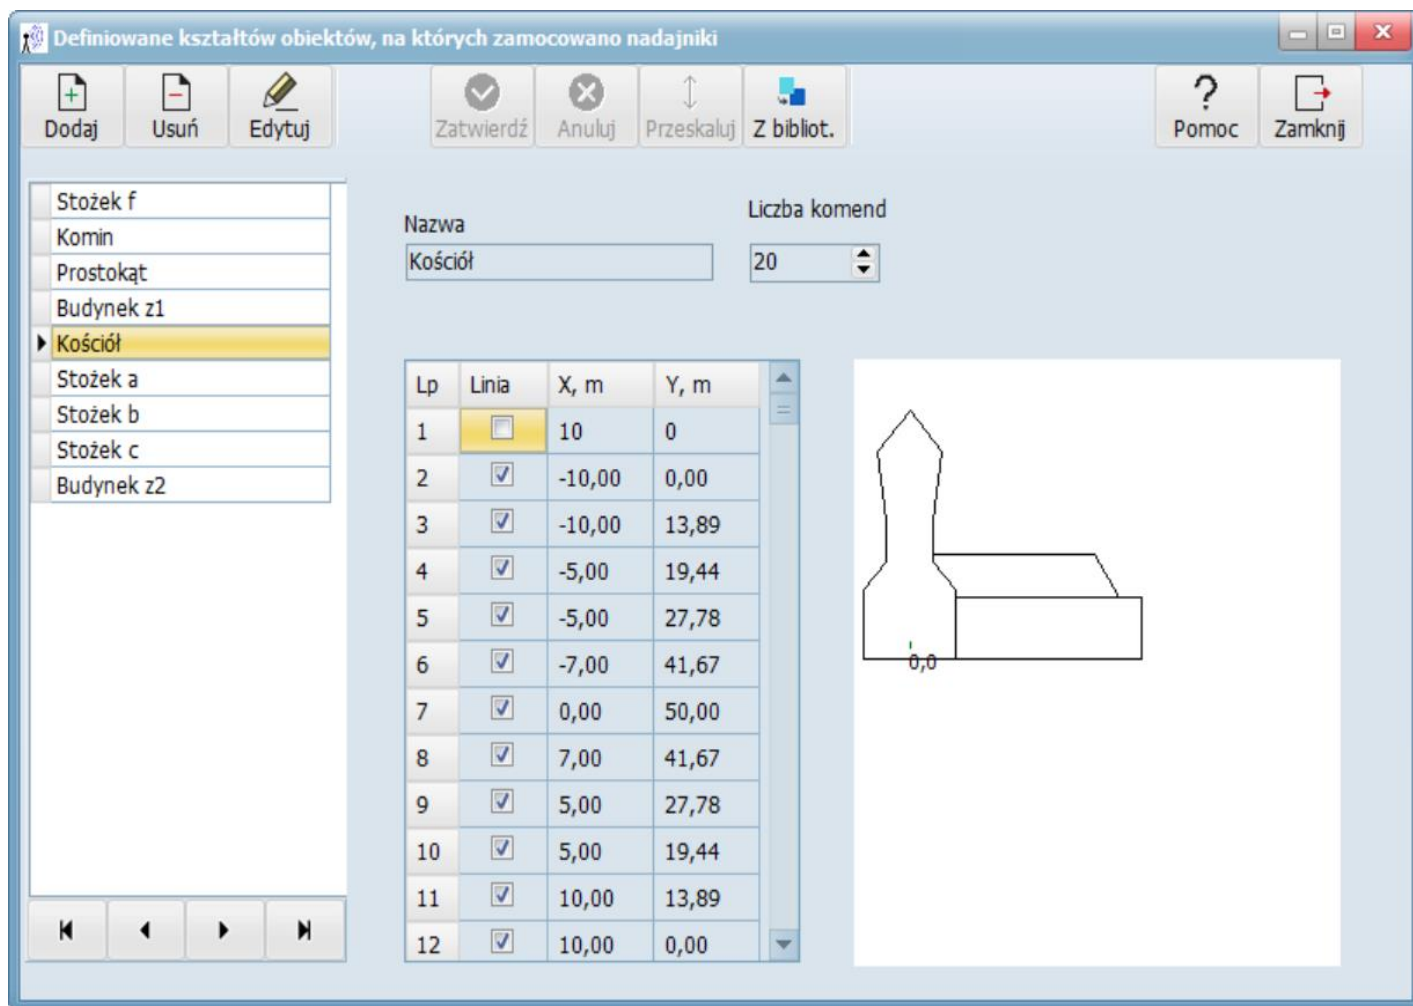 Definiowane kształtów obiektów, na których zamocowano nadajniki
Dodaj Usuń Edytuj Zatwierdź Anuluj Przeskaluj Z bibliot. Pomoc Zamknij
Stożek f
Komin
Prostokąt
Budynek z1
Kościół
Stożek a
Stożek b
Stożek c
Budynek z2
Nazwa
Kościół
Liczba komend
20
Lp Linia X, m Y, m
1 10 0
2 -10,00 0,00
3 -10,00 13,89
4 -5,00 19,44
5 -5,00 27,78
6 -7,00 41,67
7 0,00 50,00
8 7,00 41,67
9 5,00 27,78
10 5,00 19,44
11 10,00 13,89
12 10,00 0,00
0,0